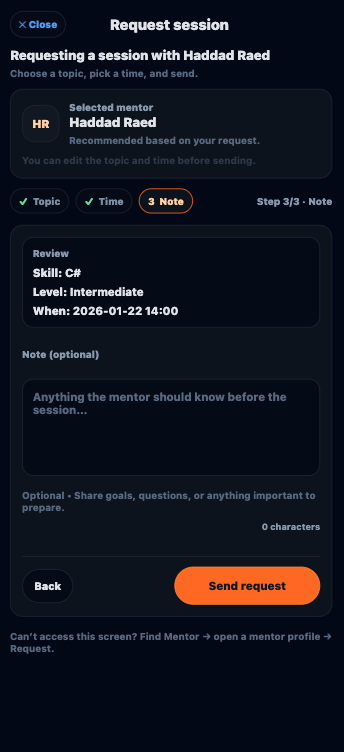 × Close
Request session
Requesting a session with Haddad Raed
Choose a topic, pick a time, and send.
HR
Selected mentor
Haddad Raed
Recommended based on your request.
You can edit the topic and time before sending.
✓ Topic
✓ Time
3 Note
Step 3/3 · Note
Review
Skill: C#
Level: Intermediate
When: 2026-01-22 14:00
Note (optional)
Anything the mentor should know before the
session...
Optional • Share goals, questions, or anything important to
prepare.
0 characters
Back
Send request
Can't access this screen? Find Mentor → open a mentor profile →
Request.